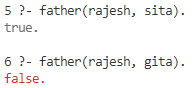 5 ?- father(rajesh, sita).
true.
6 ?- father(rajesh, gita).
false.